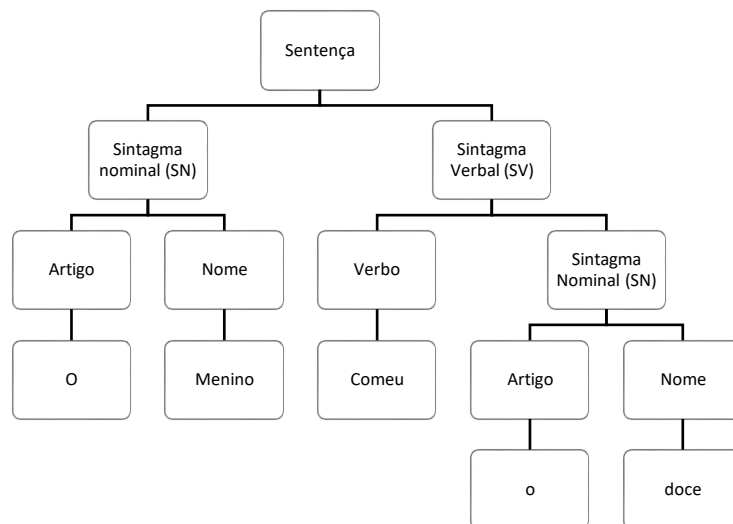 Sentença
Sintagma
nominal (SN)
Sintagma
Verbal (SV)
Artigo
Nome
Verbo
Sintagma
Nominal (SN)
O
Menino
Comeu
Artigo
Nome
o
doce